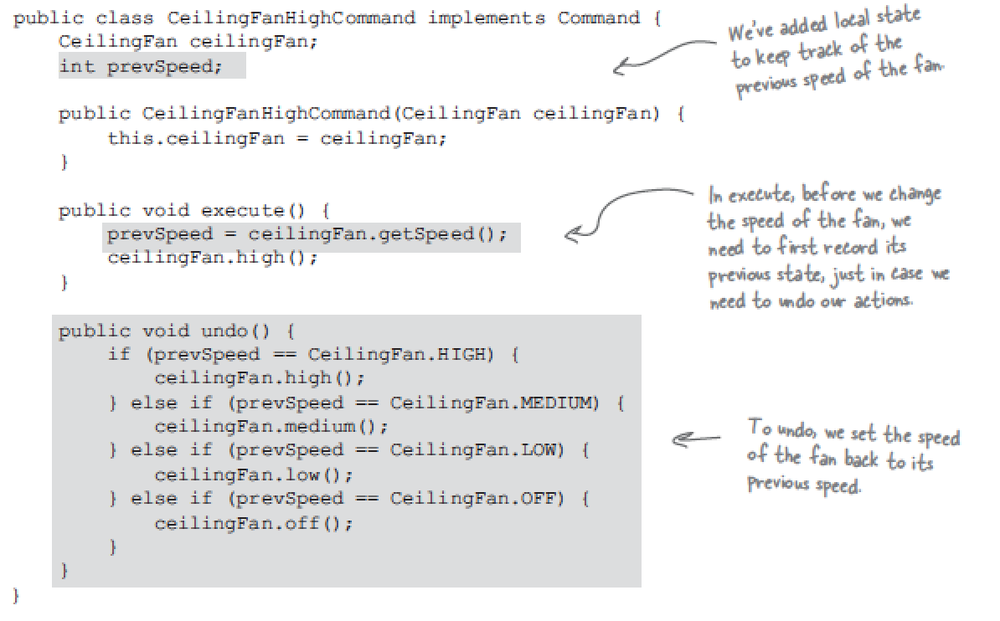 public class CeilingFanHighCommand implements Command {
CeilingFan ceilingFan;
int prevSpeed;
We've added local state
to keep track of the
previous speed of the fan.
public CeilingFanHighCommand(CeilingFan ceilingFan) {
this.ceilingFan = ceilingFan;
}
public void execute() {
prevSpeed = ceilingFan.getSpeed();
ceilingFan.high();
}
In execute, before we change
the speed of the fan, we
need to first record its
previous state, just in case we
need to undo our actions.
public void undo() {
if (prevSpeed == CeilingFan.HIGH) {
ceilingFan.high();
} else if (prevSpeed == CeilingFan.MEDIUM) {
ceilingFan.medium();
} else if (prevSpeed == CeilingFan.LOW) {
ceilingFan.low();
} else if (prevSpeed == CeilingFan.OFF) {
ceilingFan.off();
}
}
To undo, we set the speed
of the fan back to its
previous speed.
}